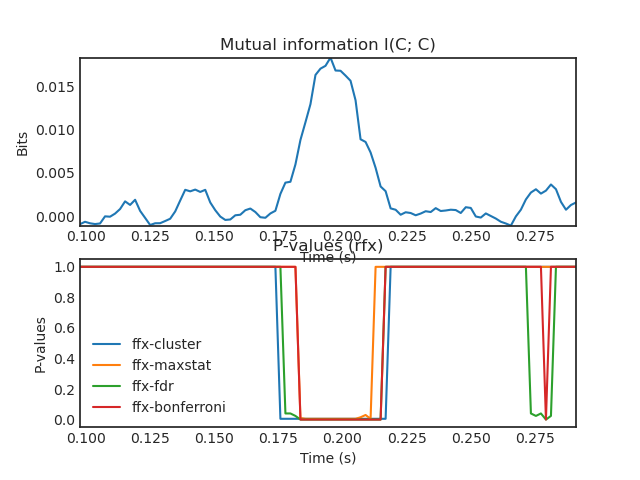 Mutual information I(C; C)
Bits
0.015
0.010
0.005
0.000
0.100 0.125 0.150 0.175 0.200 0.225 0.250 0.275
Time (s)
P-values (rfx)
P-values
1.0
0.8
0.6
0.4
0.2
0.0
ffx-cluster
ffx-maxstat
ffx-fdr
ffx-bonferroni
0.100 0.125 0.150 0.175 0.200 0.225 0.250 0.275
Time (s)